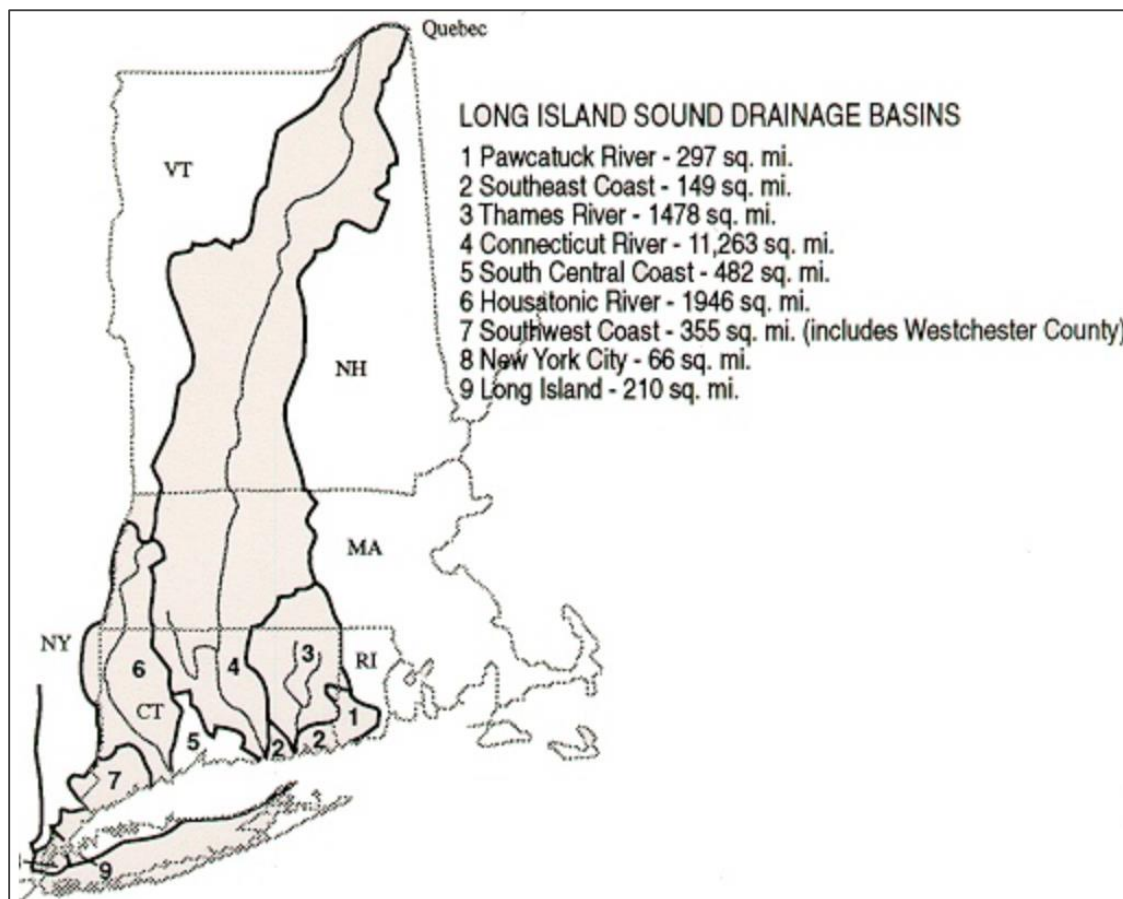 Quebec
LONG ISLAND SOUND DRAINAGE BASINS
1 Pawcatuck River - 297 sq. mi.
2 Southeast Coast - 149 sq. mi.
3 Thames River - 1478 sq. mi.
4 Connecticut River - 11,263 sq. mi.
5 South Central Coast - 482 sq. mi.
6 Housatonic River - 1946 sq. mi.
7 Southwest Coast - 355 sq. mi. (includes Westchester County)
8 New York City - 66 sq. mi.
9 Long Island - 210 sq. mi.
VT
NH
MA
NY
RI
6
4
3
CT
5
2
2
1
7
9